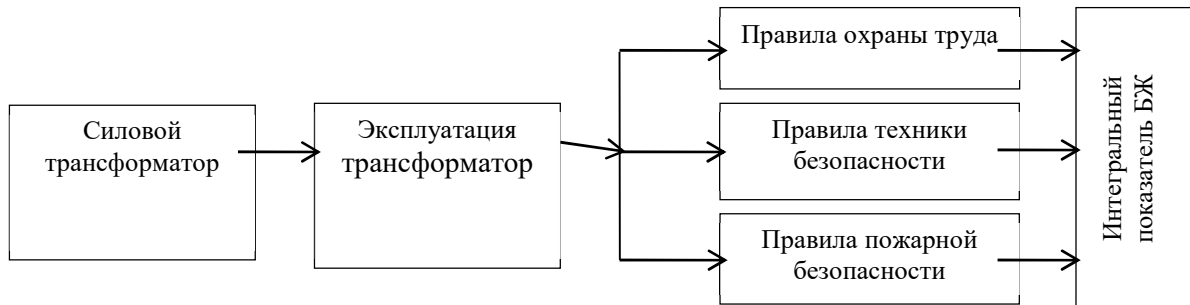 Силовой
трансформатор
Эксплуатация
трансформатор
Правила охраны труда
Правила техники
безопасности
Правила пожарной
безопасности
Интегральный
показатель БЖ